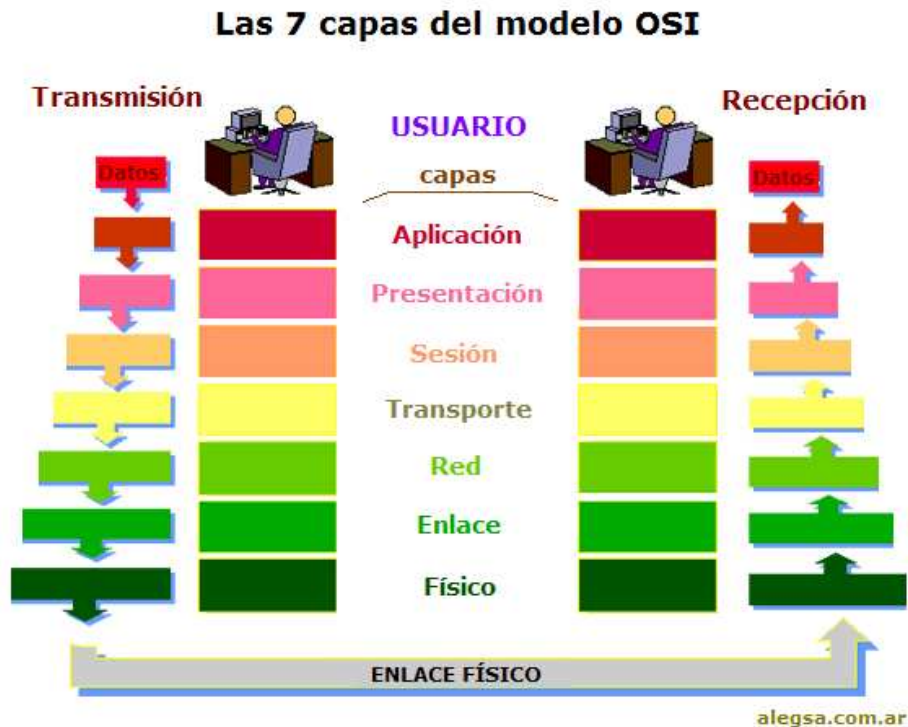 Las 7 capas del modelo OSI
Transmisión
Recepción
USUARIO
Datos
capas
Datos
Aplicación
Presentación
Sesión
Transporte
Red
Enlace
Físico
ENLACE FÍSICO
alegsa.com.ar